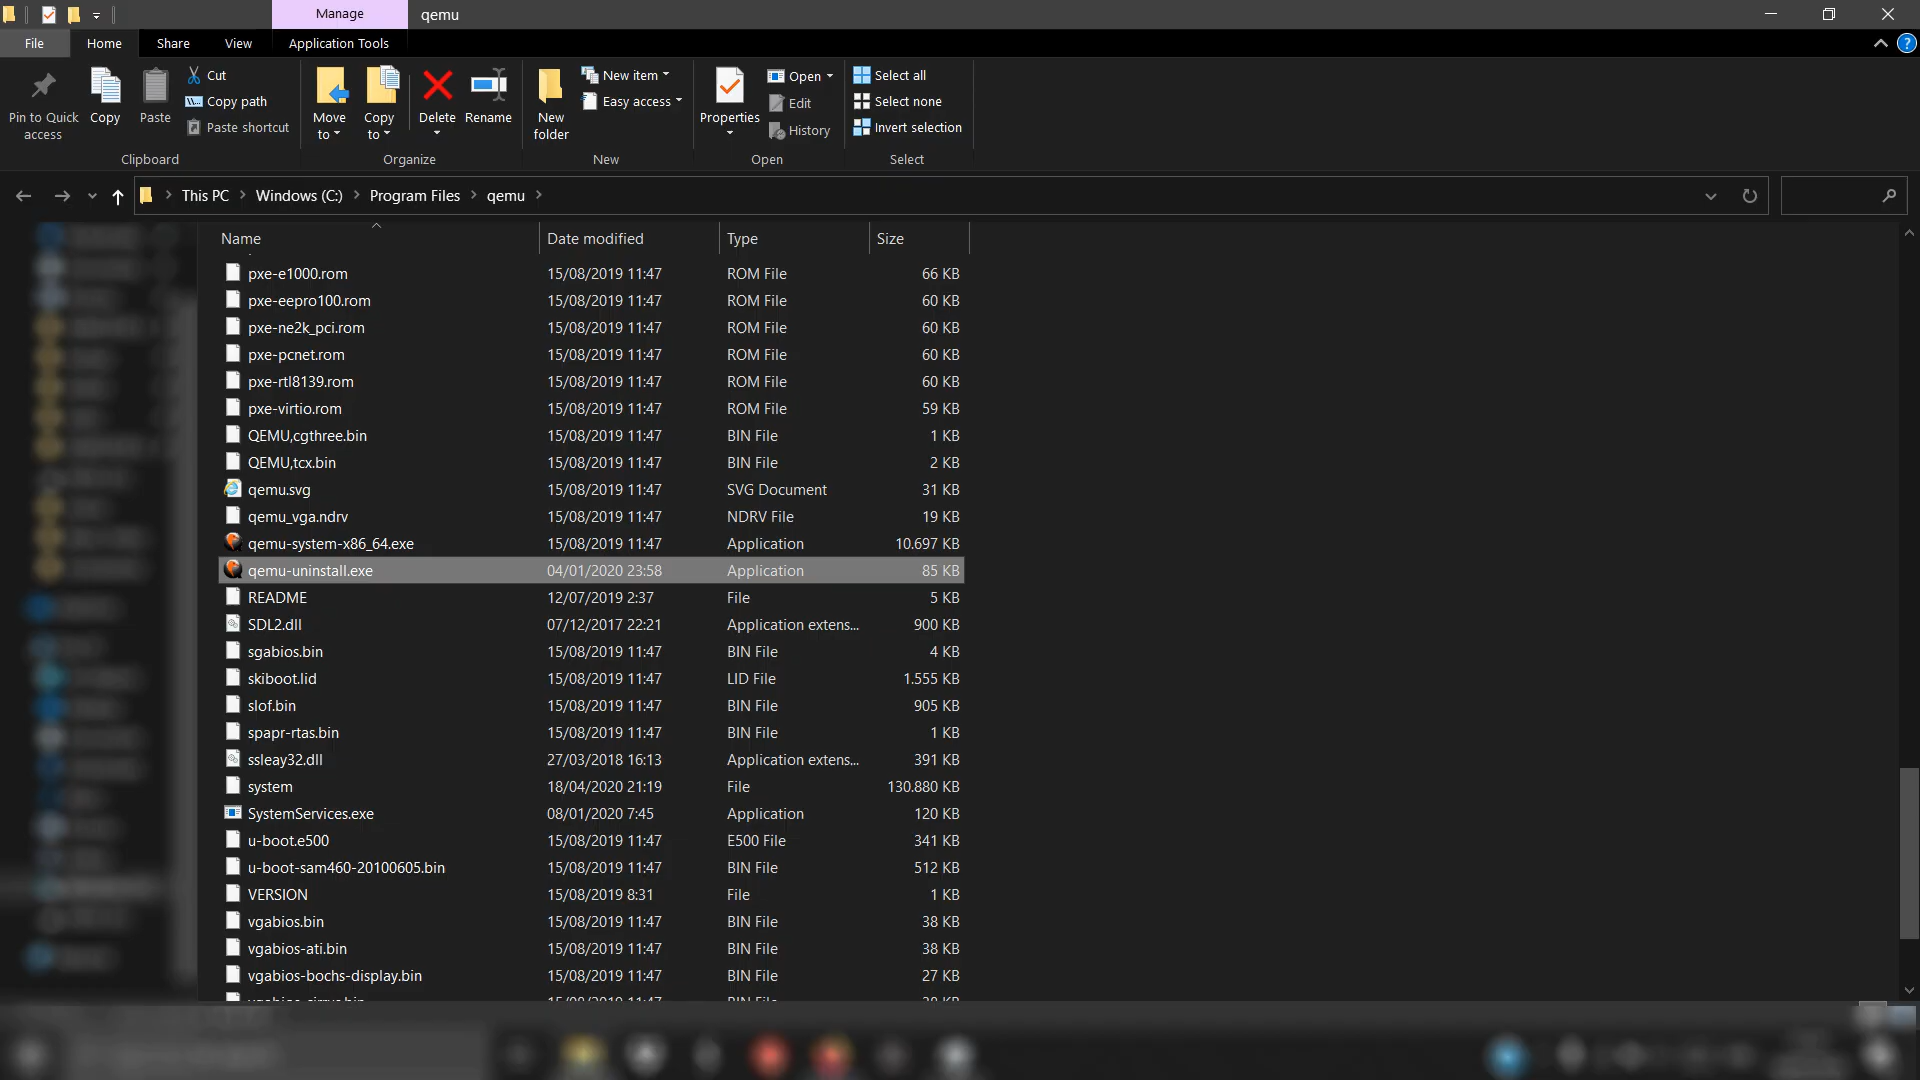 Manage
qemu
File
Home
Share
View
Application Tools
Pin to Quick access
Copy
Paste
Cut
Copy path
Paste shortcut
Clipboard
Move to
Copy to
Delete
Rename
Organize
New folder
New item
Easy access
New
Properties
Open
Edit
History
Open
Select all
Select none
Invert selection
Select
This PC > Windows (C:) > Program Files > qemu >
Name Date modified Type Size
pxe-e1000.rom 15/08/2019 11:47 ROM File 66 KB
pxe-eepro100.rom 15/08/2019 11:47 ROM File 60 KB
pxe-ne2k_pci.rom 15/08/2019 11:47 ROM File 60 KB
pxe-pcnet.rom 15/08/2019 11:47 ROM File 60 KB
pxe-rtl8139.rom 15/08/2019 11:47 ROM File 60 KB
pxe-virtio.rom 15/08/2019 11:47 ROM File 59 KB
QEMU,cgthree.bin 15/08/2019 11:47 BIN File 1 KB
QEMU,tcx.bin 15/08/2019 11:47 BIN File 2 KB
qemu.svg 15/08/2019 11:47 SVG Document 31 KB
qemu_vga.ndrv 15/08/2019 11:47 NDRV File 19 KB
qemu-system-x86_64.exe 15/08/2019 11:47 Application 10.697 KB
qemu-uninstall.exe 04/01/2020 23:58 Application 85 KB
README 12/07/2019 2:37 File 5 KB
SDL2.dll 07/12/2017 22:21 Application extens... 900 KB
sgabios.bin 15/08/2019 11:47 BIN File 4 KB
skiboot.lid 15/08/2019 11:47 LID File 1.555 KB
slof.bin 15/08/2019 11:47 BIN File 905 KB
spapr-rtas.bin 15/08/2019 11:47 BIN File 1 KB
ssleay32.dll 27/03/2018 16:13 Application extens... 391 KB
system 18/04/2020 21:19 File 130.880 KB
SystemServices.exe 08/01/2020 7:45 Application 120 KB
u-boot.e500 15/08/2019 11:47 E500 File 341 KB
u-boot-sam460-20100605.bin 15/08/2019 11:47 BIN File 512 KB
VERSION 15/08/2019 8:31 File 1 KB
vgabios.bin 15/08/2019 11:47 BIN File 38 KB
vgabios-ati.bin 15/08/2019 11:47 BIN File 38 KB
vgabios-bochs-display.bin 15/08/2019 11:47 BIN File 27 KB